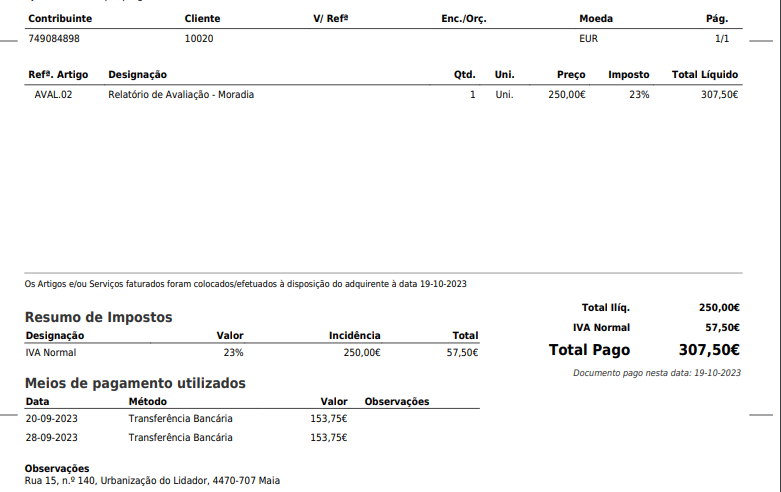 Contribuinte Cliente V/ Refª Enc./Orç. Moeda Pág.
749084898 10020 EUR 1/1
Refª. Artigo Designação Qtd. Uni. Preço Imposto Total Líquido
AVAL.02 Relatório de Avaliação - Moradia 1 Uni. 250,00€ 23% 307,50€
Os Artigos e/ou Serviços faturados foram colocados/efetuados à disposição do adquirente à data 19-10-2023
Total Ilíq. 250,00€
IVA Normal 57,50€
Total Pago 307,50€
Documento pago nesta data: 19-10-2023
Resumo de Impostos
Designação Valor Incidência Total
IVA Normal 23% 250,00€ 57,50€
Meios de pagamento utilizados
Data Método Valor Observações
20-09-2023 Transferência Bancária 153,75€
28-09-2023 Transferência Bancária 153,75€
Observações
Rua 15, n.º 140, Urbanização do Lidador, 4470-707 Maia